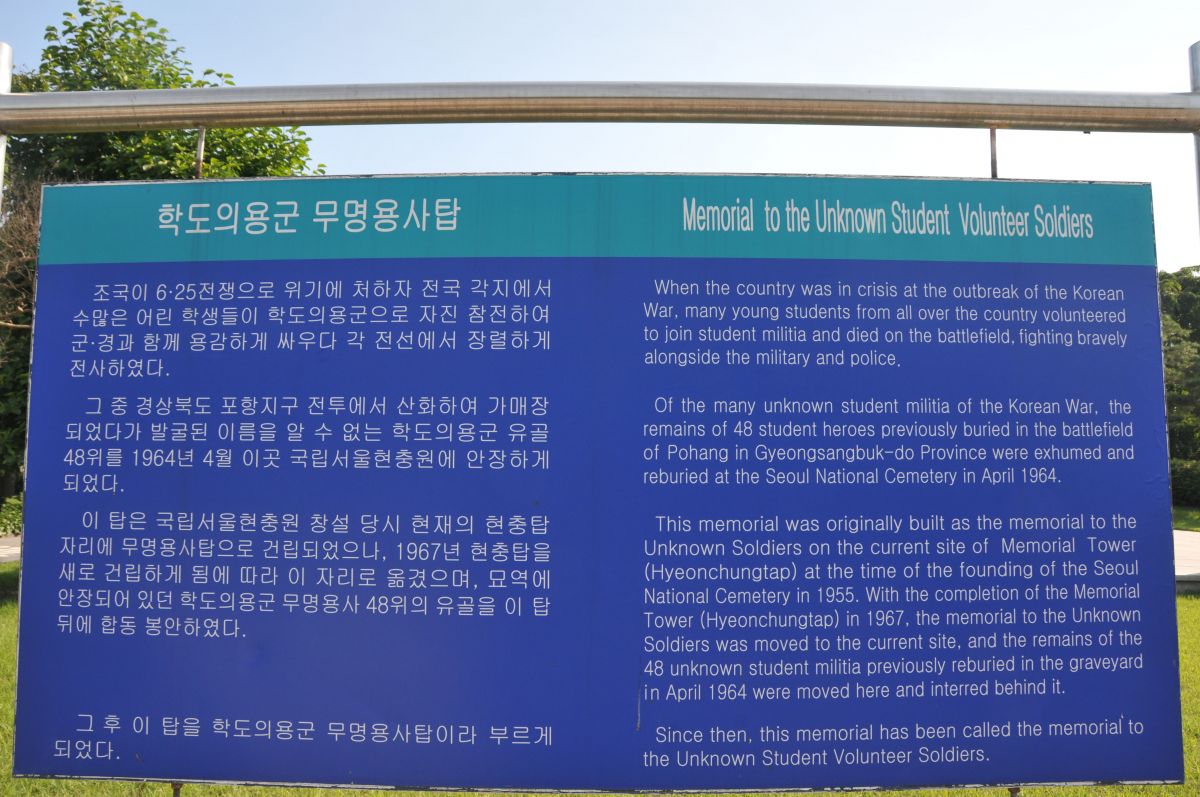 학도의용군 무명용사탑
조국이 6·25전쟁으로 위기에 처하자 전국 각지에서
수많은 어린 학생들이 학도의용군으로 자진 참전하여
군·경과 함께 용감하게 싸우다 각 전선에서 장렬하게
전사하였다.
그 중 경상북도 포항지구 전투에서 산화하여 가매장
되었다가 발굴된 이름을 알 수 없는 학도의용군 유골
48위를 1964년 4월 이곳 국립서울현충원에 안장하게
되었다.
이 탑은 국립서울현충원 창설 당시 현재의 현충탑
자리에 무명용사탑으로 건립되었으나, 1967년 현충탑을
새로 건립하게 됨에 따라 이 자리로 옮겼으며, 묘역에
안장되어 있던 학도의용군 무명용사 48위의 유골을 이 탑
뒤에 합동 봉안하였다.
그 후 이 탑을 학도의용군 무명용사탑이라 부르게
되었다.
Memorial to the Unknown Student Volunteer Soldiers
When the country was in crisis at the outbreak of the Korean
War, many young students from all over the country volunteered
to join student militia and died on the battlefield, fighting bravely
alongside the military and police.
Of the many unknown student militia of the Korean War, the
remains of 48 student heroes previously buried in the battlefield
of Pohang in Gyeongsangbuk-do Province were exhumed and
reburied at the Seoul National Cemetery in April 1964.
This memorial was originally built as the memorial to the
Unknown Soldiers on the current site of Memorial Tower
(Hyeonchungtap) at the time of the founding of the Seoul
National Cemetery in 1955. With the completion of the Memorial
Tower (Hyeonchungtap) in 1967, the memorial to the Unknown
Soldiers was moved to the current site, and the remains of the
48 unknown student militia previously reburied in the graveyard
in April 1964 were moved here and interred behind it.
Since then, this memorial has been called the memorial to
the Unknown Student Volunteer Soldiers.